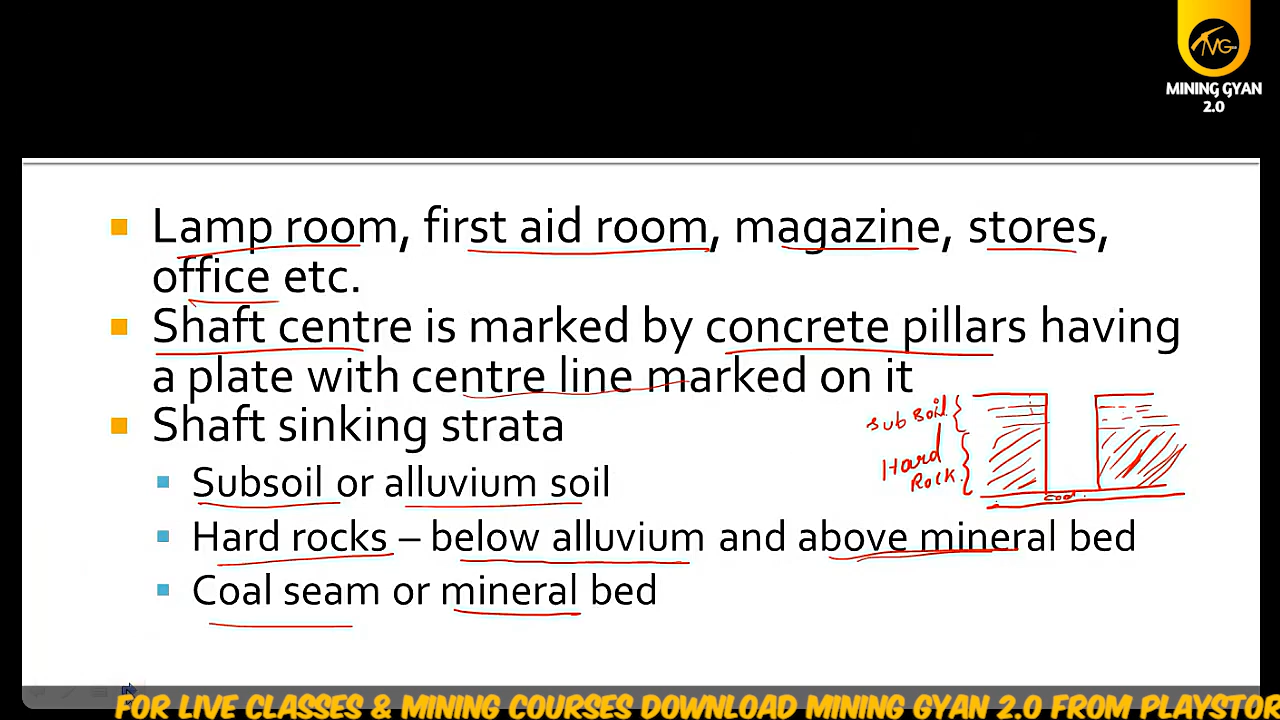 MG
MINING GYAN
2.0
Lamp room, first aid room, magazine, stores,
office etc.
Shaft centre is marked by concrete pillars having
a plate with centre line marked on it
Shaft sinking strata
Sub Soil
Hard
Rock
Coal
Subsoil or alluvium soil
Hard rocks – below alluvium and above mineral bed
Coal seam or mineral bed
FOR LIVE CLASSES & MINING COURSES DOWNLOAD MINING GYAN 2.0 FROM PLAYSTOR